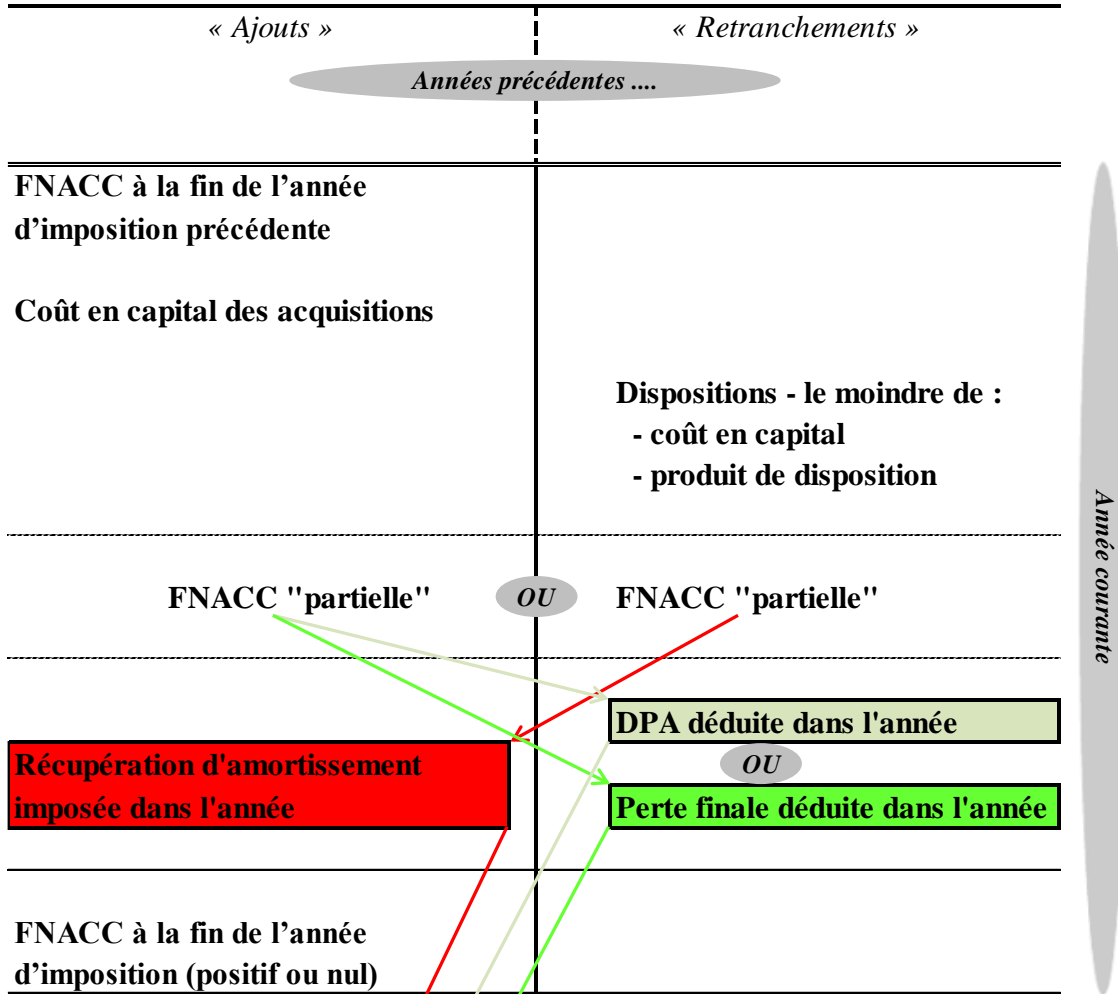 « Ajouts »
« Retranchements »
Années précédentes ....
FNACC à la fin de l’année
d’imposition précédente
Coût en capital des acquisitions
Dispositions - le moindre de :
- coût en capital
- produit de disposition
FNACC "partielle"
OU
FNACC "partielle"
DPA déduite dans l'année
OU
Récupération d'amortissement
imposée dans l'année
Perte finale déduite dans l'année
FNACC à la fin de l’année
d’imposition (positif ou nul)
Année courante